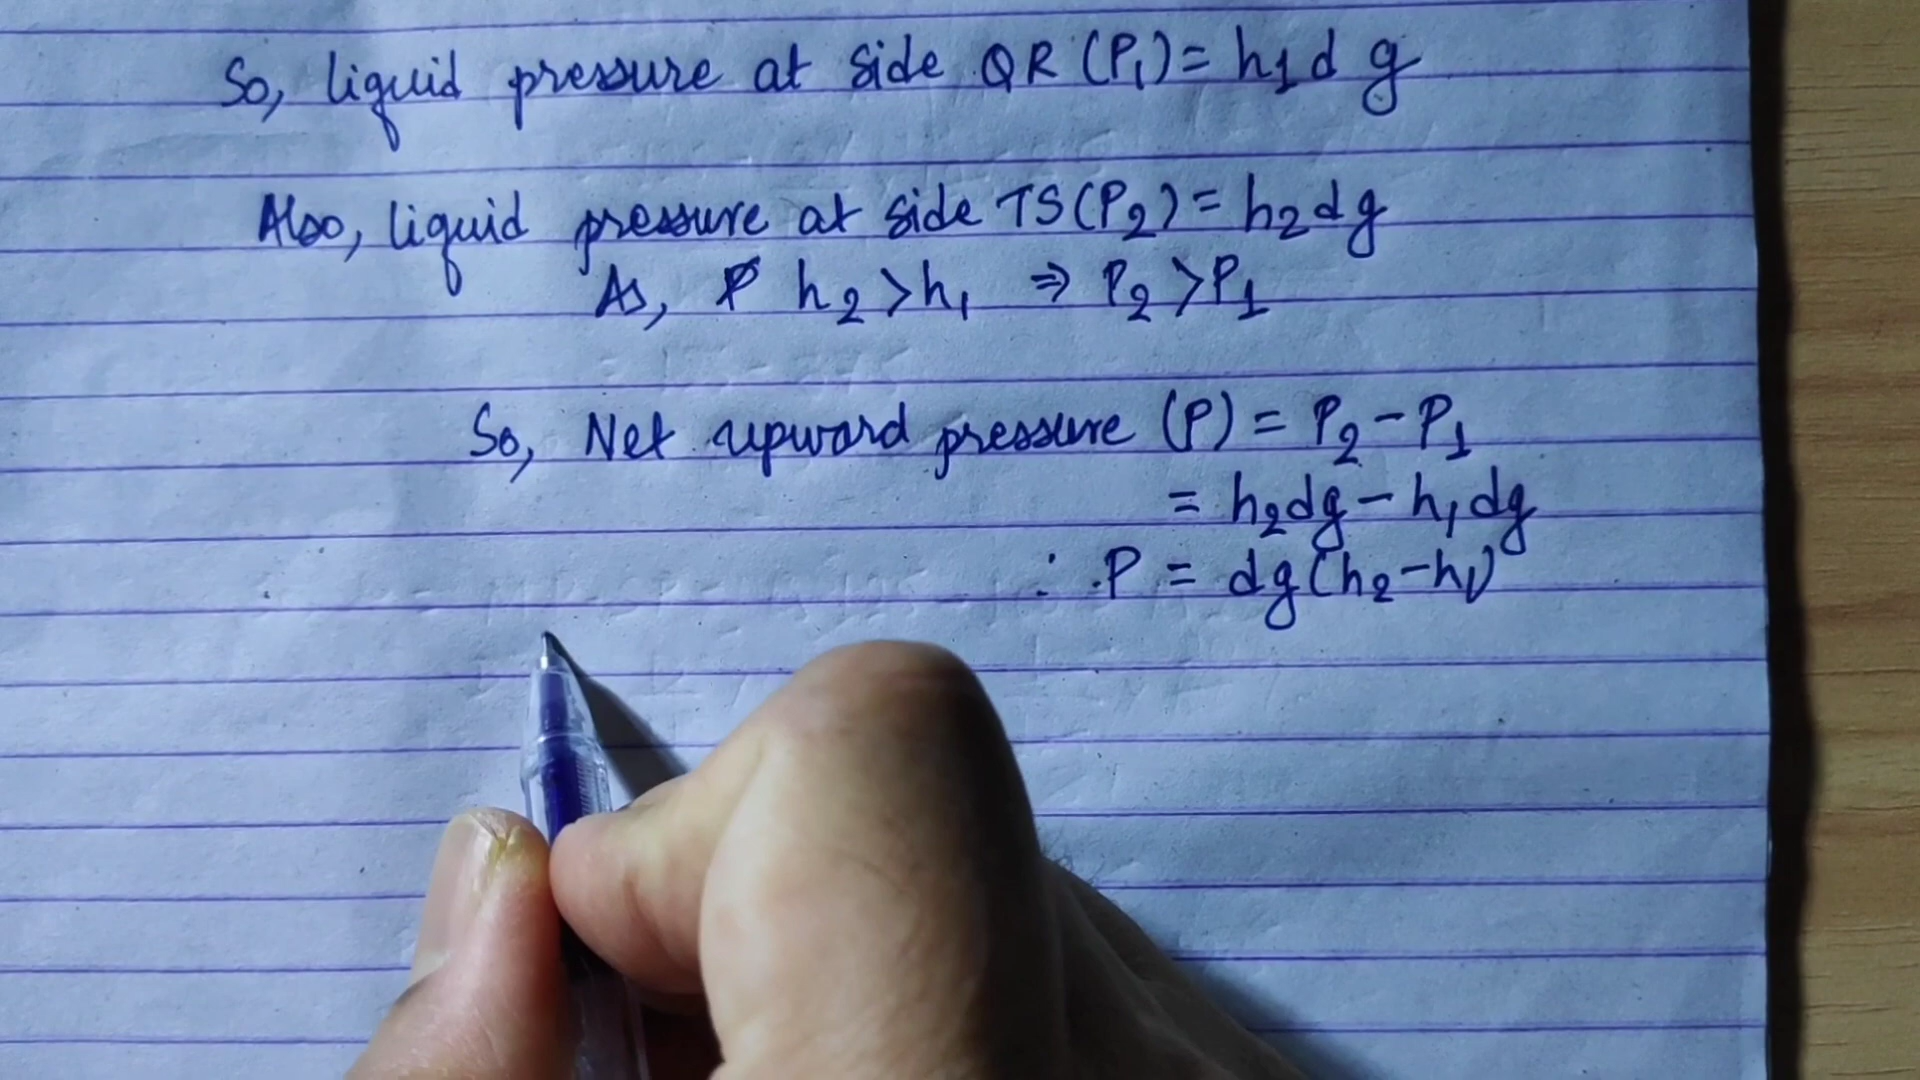 So, liquid pressure at side QR (P₁) = h₁ d g
Also, liquid pressure at side TS (P₂) = h₂ d g
As, h₂ > h₁ ⇒ P₂ > P₁
So, Net upward pressure (P) = P₂ - P₁
= h₂dg - h₁dg
∴ P = dg(h₂-h₁)